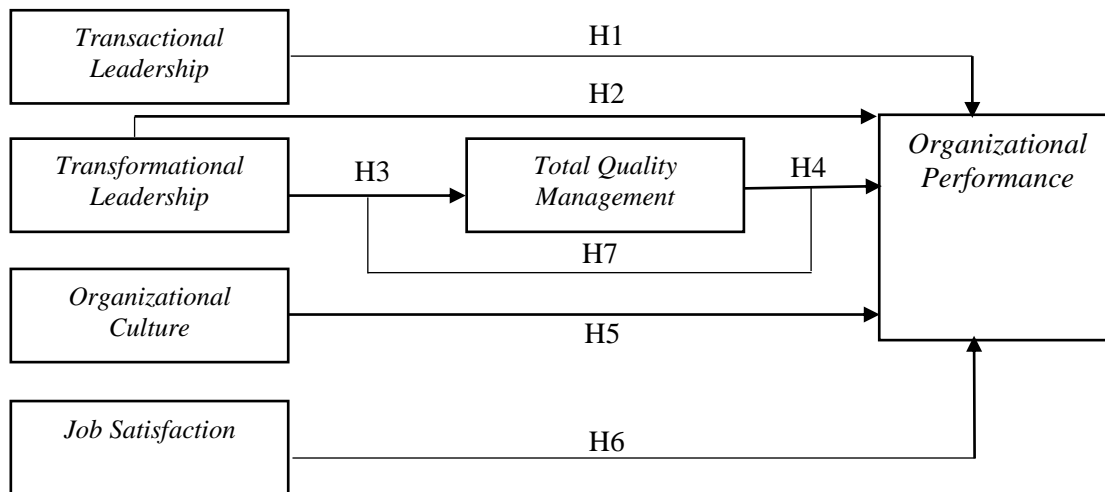 Transactional
Leadership
H1
H2
Transformational
Leadership
H3
Total Quality
Management
H4
Organizational
Performance
H7
Organizational
Culture
H5
Job Satisfaction
H6